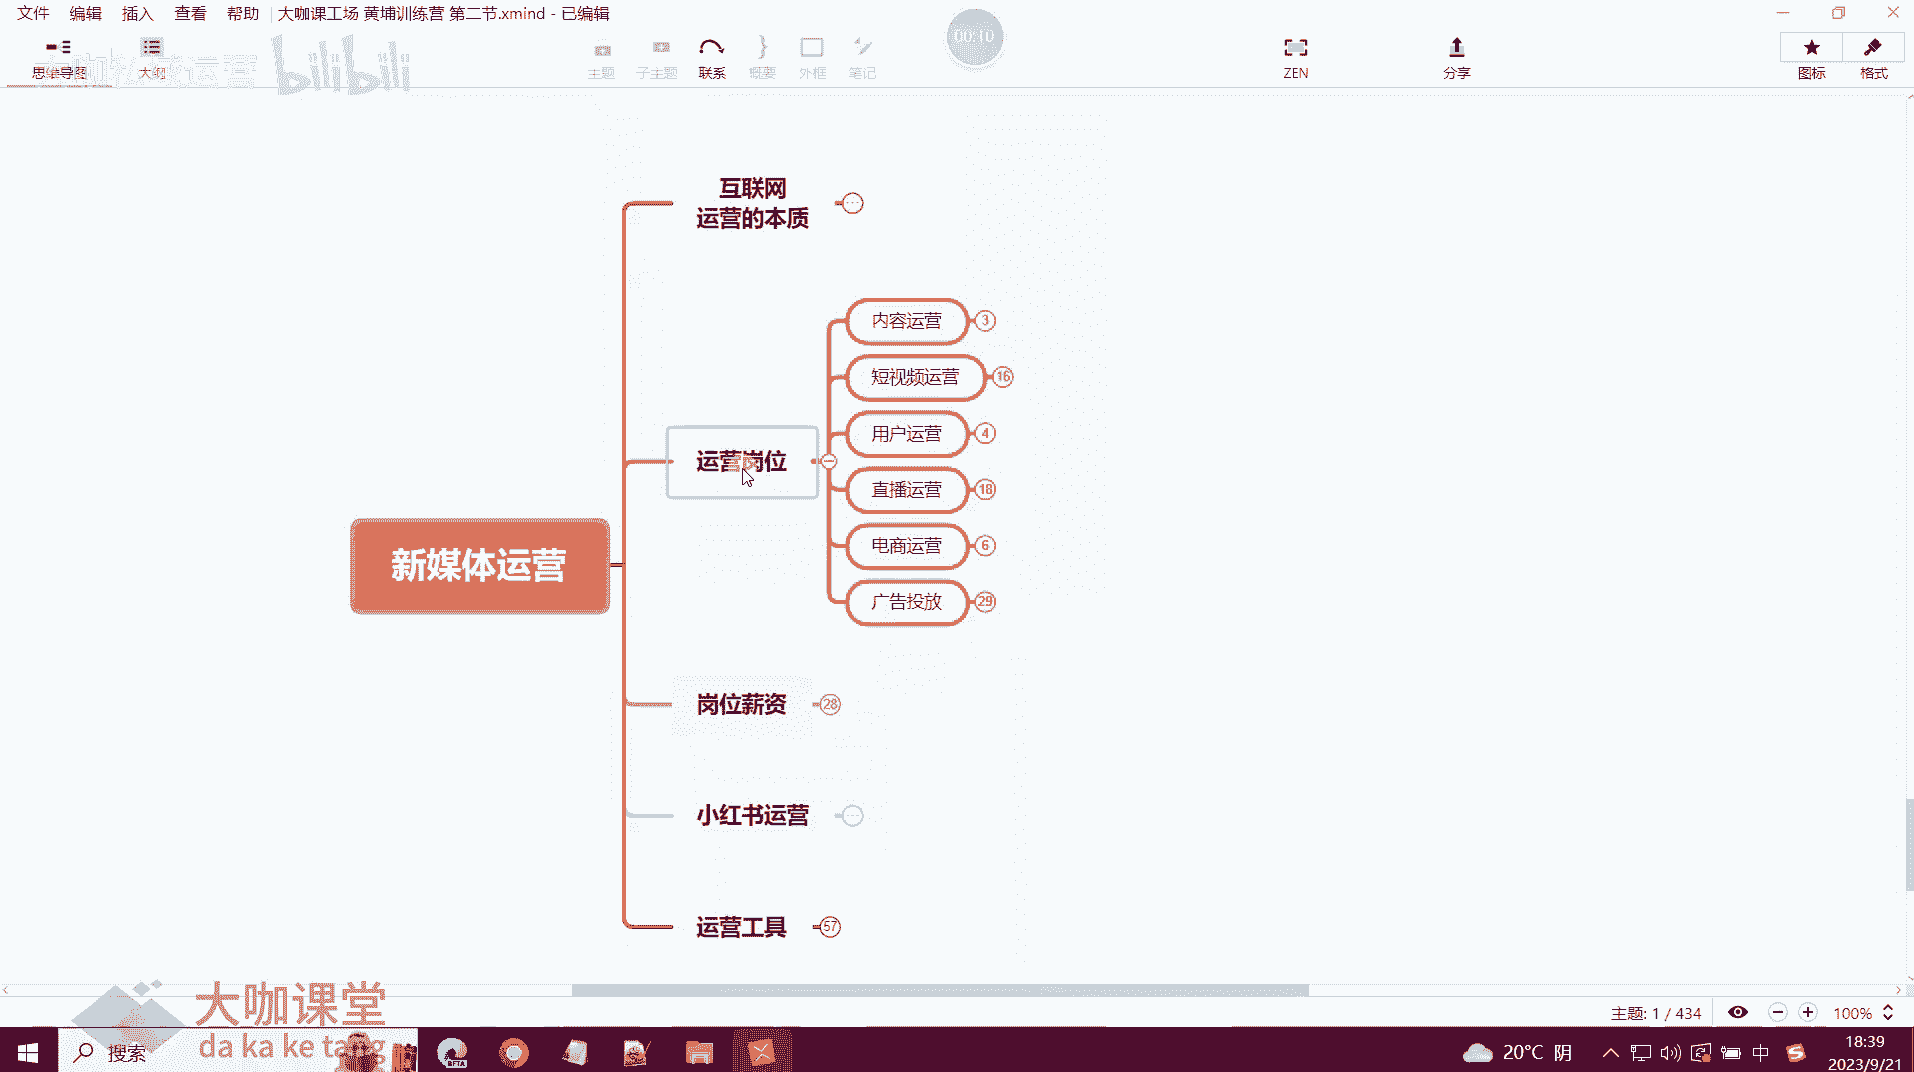 文件 编辑 插入 查看 帮助 大咖课工场 黄埔训练营 第二节.xmind - 已编辑
00:10
思维导图 大纲 主题 子主题 联系 概要 外框 笔记 ZEN 分享 图标 格式
bilibili
互联网
运营的本质
内容运营 3
短视频运营 16
用户运营 4
运营岗位
直播运营 18
电商运营 6
新媒体运营
广告投放 29
岗位薪资 28
小红书运营
运营工具 57
大咖课堂
da ka ke tang
主题: 1 / 434 100%
搜索
20°C 阴
中
18:39
2023/9/21